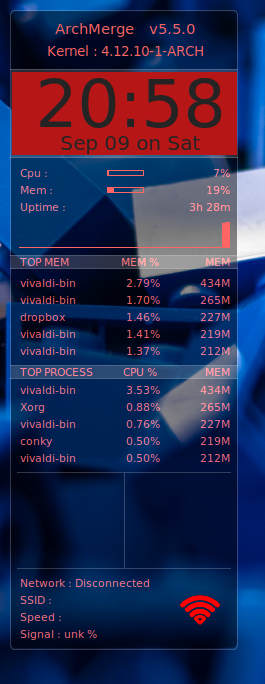 ArchMerge v5.5.0
Kernel : 4.12.10-1-ARCH
20:58
Sep 09 on Sat
Cpu : 7%
Mem : 19%
Uptime : 3h 28m
TOP MEM MEM % MEM
vivaldi-bin 2.79% 434M
vivaldi-bin 1.70% 265M
dropbox 1.46% 227M
vivaldi-bin 1.41% 219M
vivaldi-bin 1.37% 212M
TOP PROCESS CPU % MEM
vivaldi-bin 3.53% 434M
Xorg 0.88% 265M
vivaldi-bin 0.76% 227M
conky 0.50% 219M
vivaldi-bin 0.50% 212M
Network : Disconnected
SSID :
Speed :
Signal : unk %